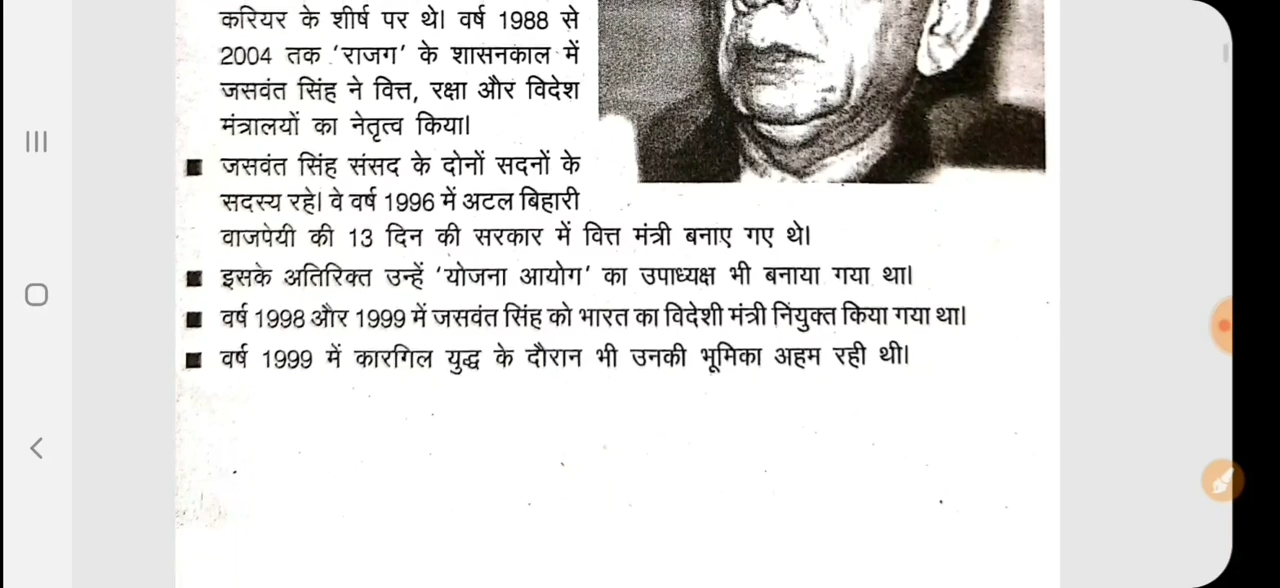 करियर के शीर्ष पर थे। वर्ष 1988 से
2004 तक 'राजग' के शासनकाल में
जसवंत सिंह ने वित्त, रक्षा और विदेश
मंत्रालयों का नेतृत्व किया।
■ जसवंत सिंह संसद के दोनों सदनों के
सदस्य रहे। वे वर्ष 1996 में अटल बिहारी
वाजपेयी की 13 दिन की सरकार में वित्त मंत्री बनाए गए थे।
■ इसके अतिरिक्त उन्हें 'योजना आयोग' का उपाध्यक्ष भी बनाया गया था।
■ वर्ष 1998 और 1999 में जसवंत सिंह को भारत का विदेशी मंत्री नियुक्त किया गया था।
■ वर्ष 1999 में कारगिल युद्ध के दौरान भी उनकी भूमिका अहम रही थी।